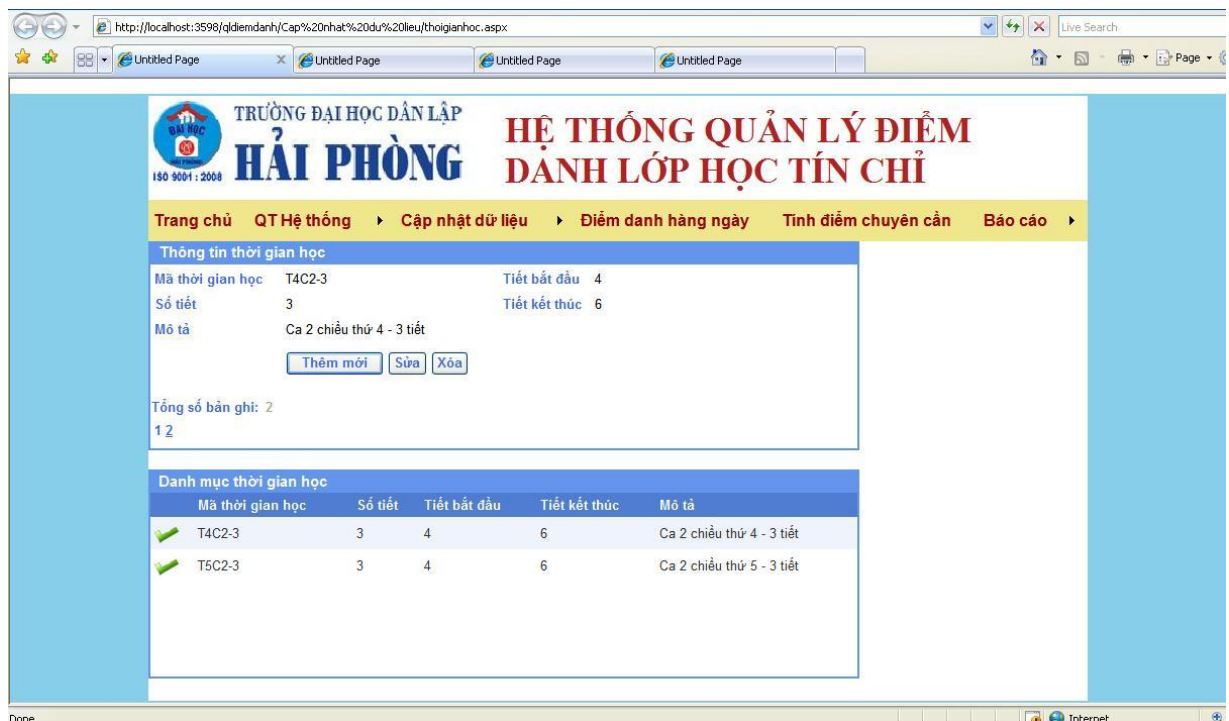 http://localhost:3598/qldiemdanh/Cap%20nhat%20du%20lieu/thoigianhoc.aspx
Live Search
Untitled Page
Untitled Page
Untitled Page
Untitled Page
Page
TRƯỜNG ĐẠI HỌC DÂN LẬP
HẢI PHÒNG
ĐẠI HỌC
ISO 9001 : 2008
HỆ THỐNG QUẢN LÝ ĐIỂM
DANH LỚP HỌC TÍN CHỈ
Trang chủ QT Hệ thống Cập nhật dữ liệu Điểm danh hàng ngày Tính điểm chuyên cần Báo cáo
Thông tin thời gian học
Mã thời gian học T4C2-3 Tiết bắt đầu 4
Số tiết 3 Tiết kết thúc 6
Mô tả Ca 2 chiều thứ 4 - 3 tiết
Thêm mới Sửa Xóa
Tổng số bản ghi: 2
1 2
Danh mục thời gian học
Mã thời gian học Số tiết Tiết bắt đầu Tiết kết thúc Mô tả
T4C2-3 3 4 6 Ca 2 chiều thứ 4 - 3 tiết
T5C2-3 3 4 6 Ca 2 chiều thứ 5 - 3 tiết
Done
Internet